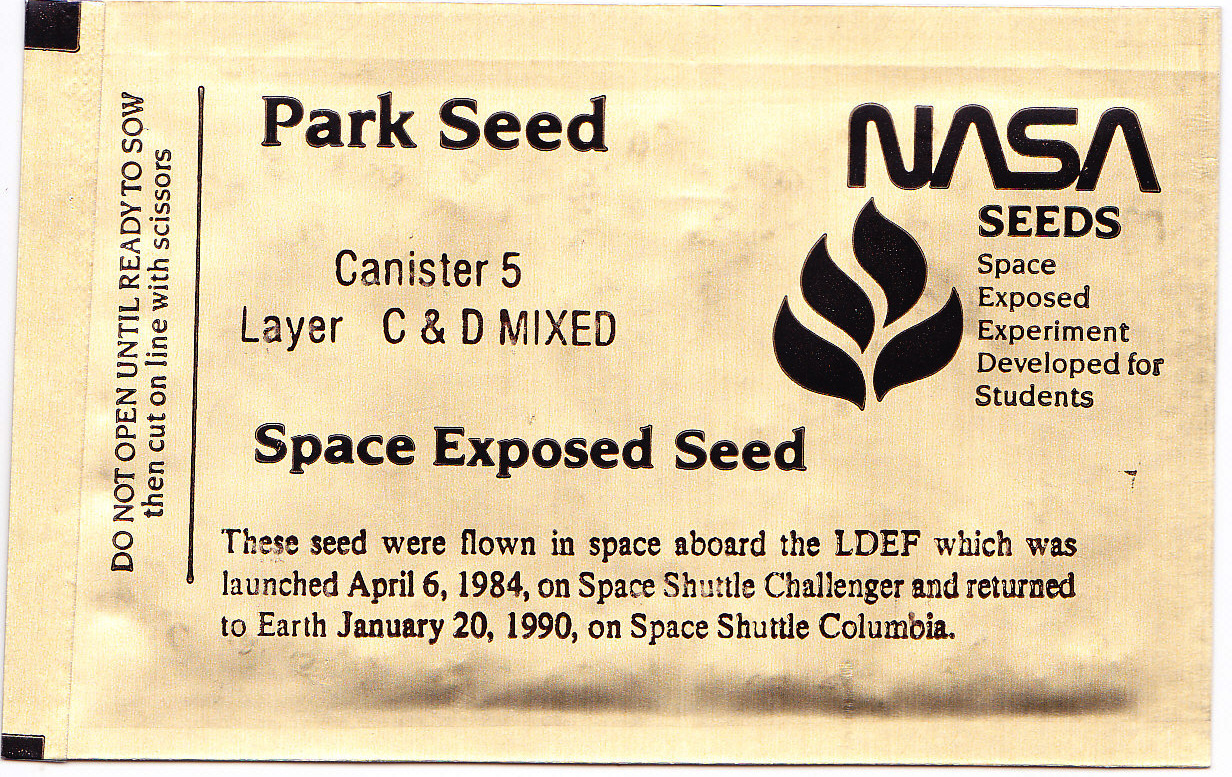 DO NOT OPEN UNTIL READY TO SOW
then cut on line with scissors
Park Seed
Canister 5
Layer C & D MIXED
Space Exposed Seed
These seed were flown in space aboard the LDEF which was
launched April 6, 1984, on Space Shuttle Challenger and returned
to Earth January 20, 1990, on Space Shuttle Columbia.
NASA
SEEDS
Space
Exposed
Experiment
Developed for
Students